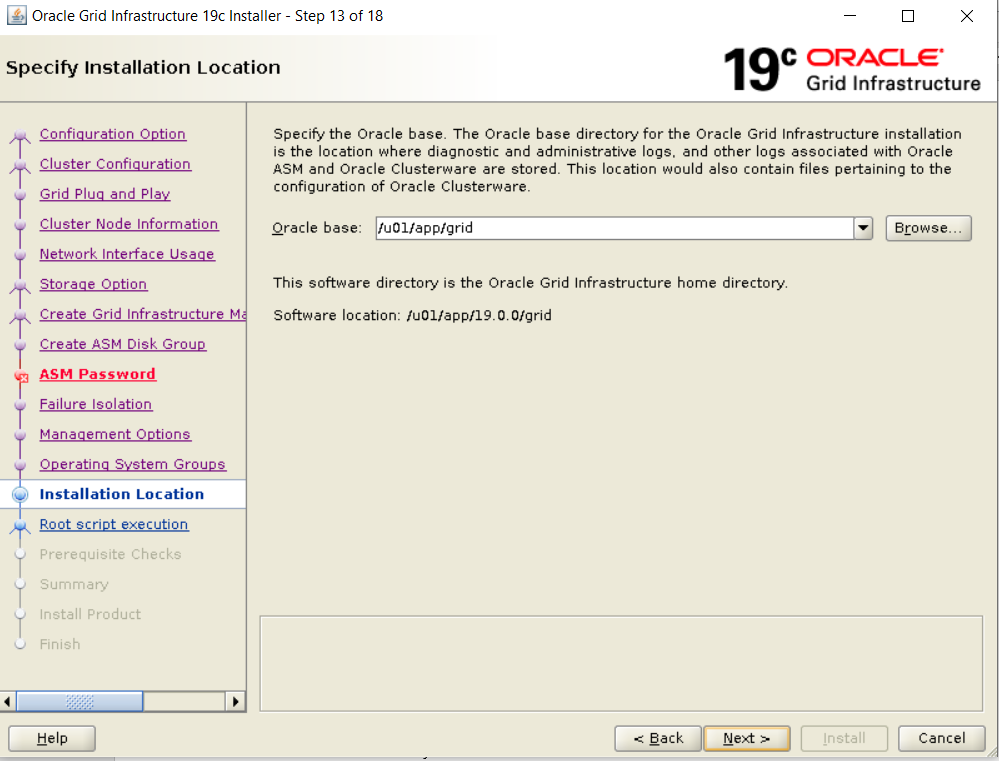 Oracle Grid Infrastructure 19c Installer - Step 13 of 18
Specify Installation Location
19c ORACLE
Grid Infrastructure
Configuration Option
Cluster Configuration
Grid Plug and Play
Cluster Node Information
Network Interface Usage
Storage Option
Create Grid Infrastructure Ma
Create ASM Disk Group
ASM Password
Failure Isolation
Management Options
Operating System Groups
Installation Location
Root script execution
Prerequisite Checks
Summary
Install Product
Finish
Specify the Oracle base. The Oracle base directory for the Oracle Grid Infrastructure installation
is the location where diagnostic and administrative logs, and other logs associated with Oracle
ASM and Oracle Clusterware are stored. This location would also contain files pertaining to the
configuration of Oracle Clusterware.
Oracle base: /u01/app/grid Browse...
This software directory is the Oracle Grid Infrastructure home directory.
Software location: /u01/app/19.0.0/grid
Help < Back Next > Install Cancel